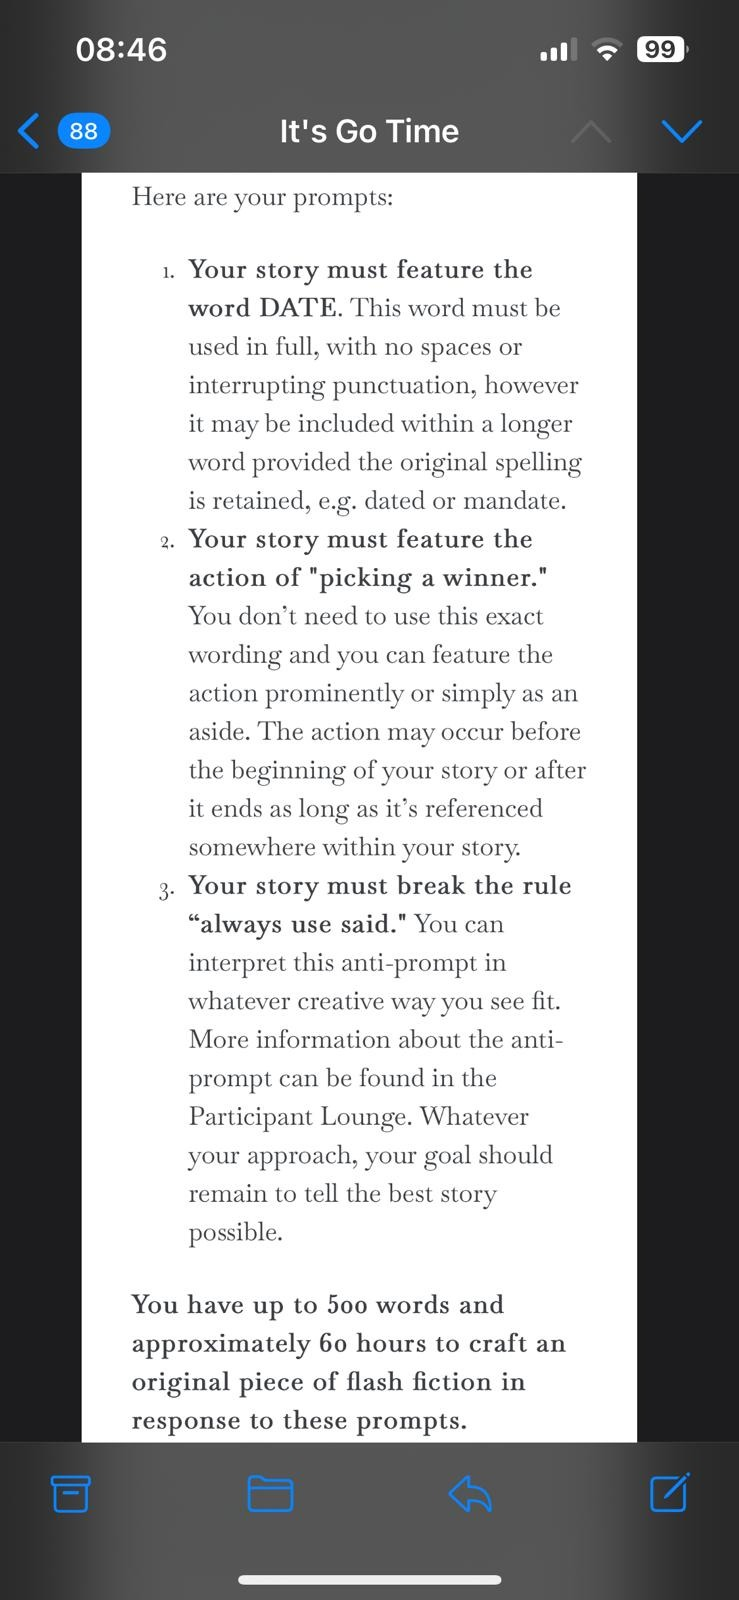 08:46
99
88
It's Go Time
Here are your prompts:
1. Your story must feature the
word DATE. This word must be
used in full, with no spaces or
interrupting punctuation, however
it may be included within a longer
word provided the original spelling
is retained, e.g. dated or mandate.
2. Your story must feature the
action of "picking a winner."
You don’t need to use this exact
wording and you can feature the
action prominently or simply as an
aside. The action may occur before
the beginning of your story or after
it ends as long as it’s referenced
somewhere within your story.
3. Your story must break the rule
“always use said." You can
interpret this anti-prompt in
whatever creative way you see fit.
More information about the anti-
prompt can be found in the
Participant Lounge. Whatever
your approach, your goal should
remain to tell the best story
possible.
You have up to 500 words and
approximately 60 hours to craft an
original piece of flash fiction in
response to these prompts.